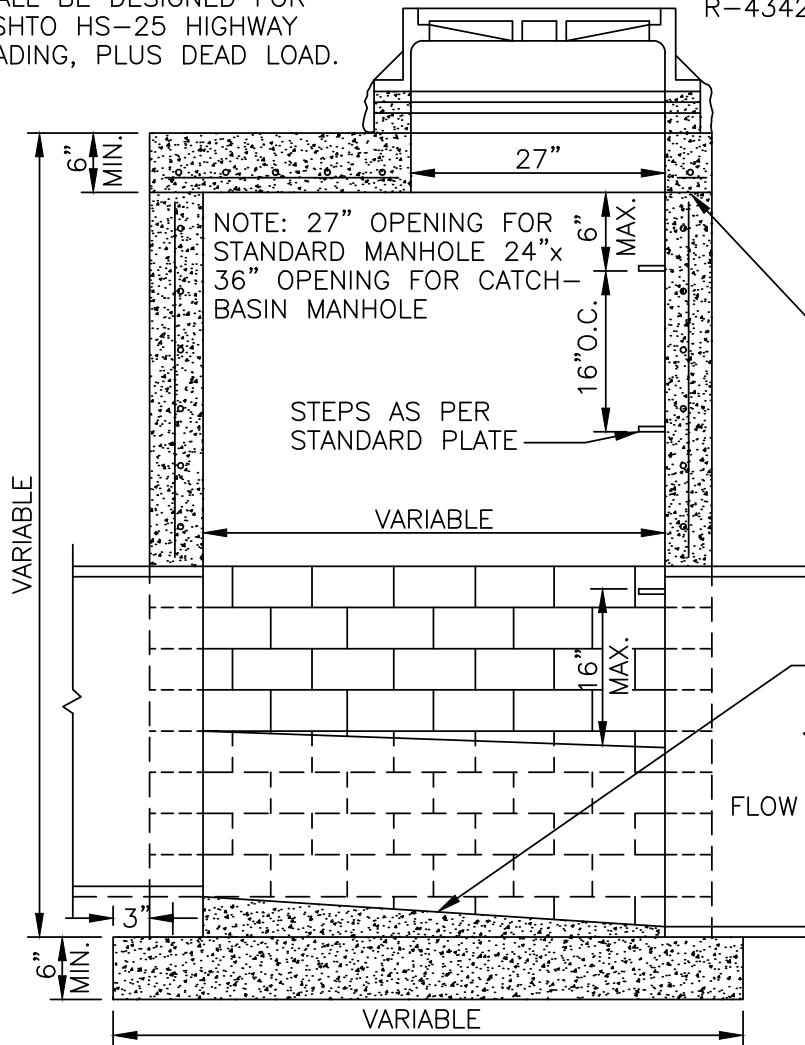 ALL BE DESIGNED FOR
SHTO HS-25 HIGHWAY
ADING, PLUS DEAD LOAD.
R-4342
6"
MIN.
27"
NOTE: 27" OPENING FOR
STANDARD MANHOLE 24"x
36" OPENING FOR CATCH-
BASIN MANHOLE
6"
MAX.
16"O.C.
STEPS AS PER
STANDARD PLATE
VARIABLE
VARIABLE
16"
MAX.
FLOW
3"
6"
MIN.
VARIABLE